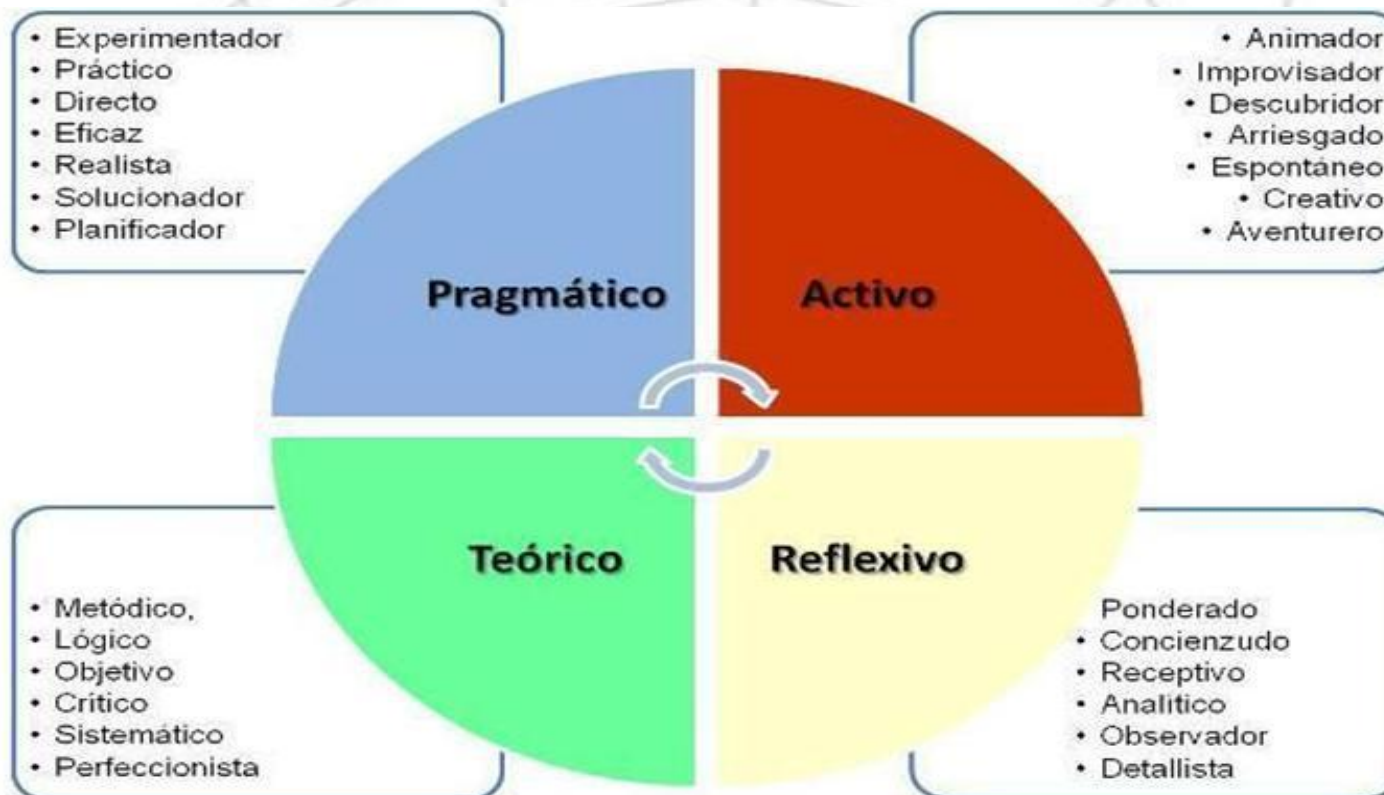 • Experimentador
• Práctico
• Directo
• Eficaz
• Realista
• Solucionador
• Planificador
• Animador
• Improvisador
• Descubridor
• Arriesgado
• Espontáneo
• Creativo
• Aventurero
Pragmático
Activo
Teórico
Reflexivo
• Metódico,
• Lógico
• Objetivo
• Crítico
• Sistemático
• Perfeccionista
Ponderado
• Concienzudo
• Receptivo
• Analítico
• Observador
• Detallista